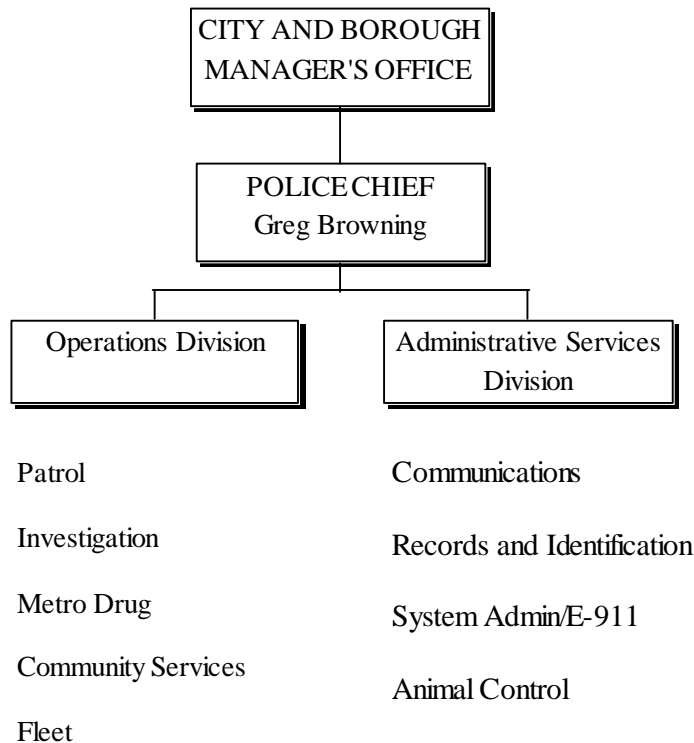 CITY AND BOROUGH
MANAGER'S OFFICE
POLICE CHIEF
Greg Browning
Operations Division
Administrative Services
Division
Patrol
Investigation
Metro Drug
Community Services
Fleet
Communications
Records and Identification
System Admin/E-911
Animal Control